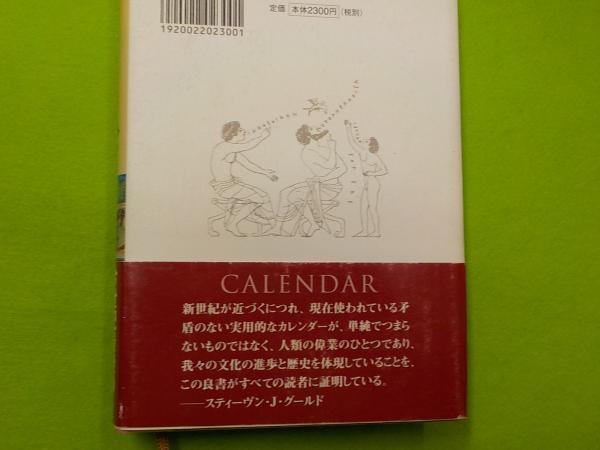 定価 本体2300円(税別)
1920022023001
CALENDAR
新世紀が近づくにつれ、現在使われている矛
盾のない実用的なカレンダーが、単純でつまら
ないものではなく、人類の偉業のひとつであり、
我々の文化の進歩と歴史を体現していることを、
この良書がすべての読者に証明している。
——スティーヴン・J・グールド